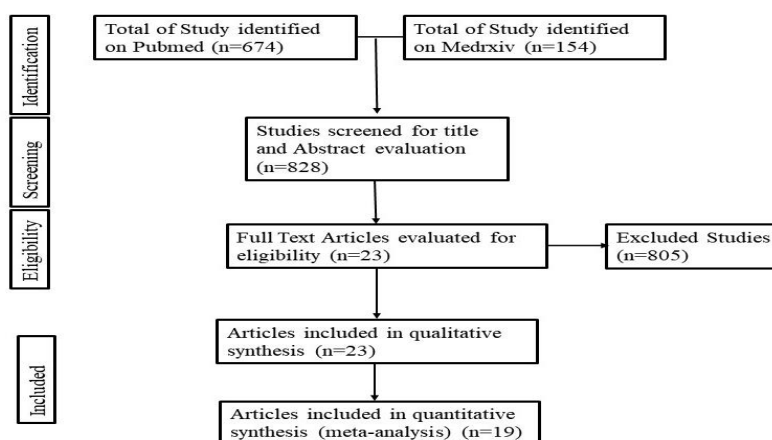 Identification
Total of Study identified
on Pubmed (n=674)
Total of Study identified
on Medrxiv (n=154)
Screening
Studies screened for title
and Abstract evaluation
(n=828)
Eligibility
Full Text Articles evaluated for
eligibility (n=23)
Excluded Studies
(n=805)
Included
Articles included in qualitative
synthesis (n=23)
Articles included in quantitative
synthesis (meta-analysis) (n=19)